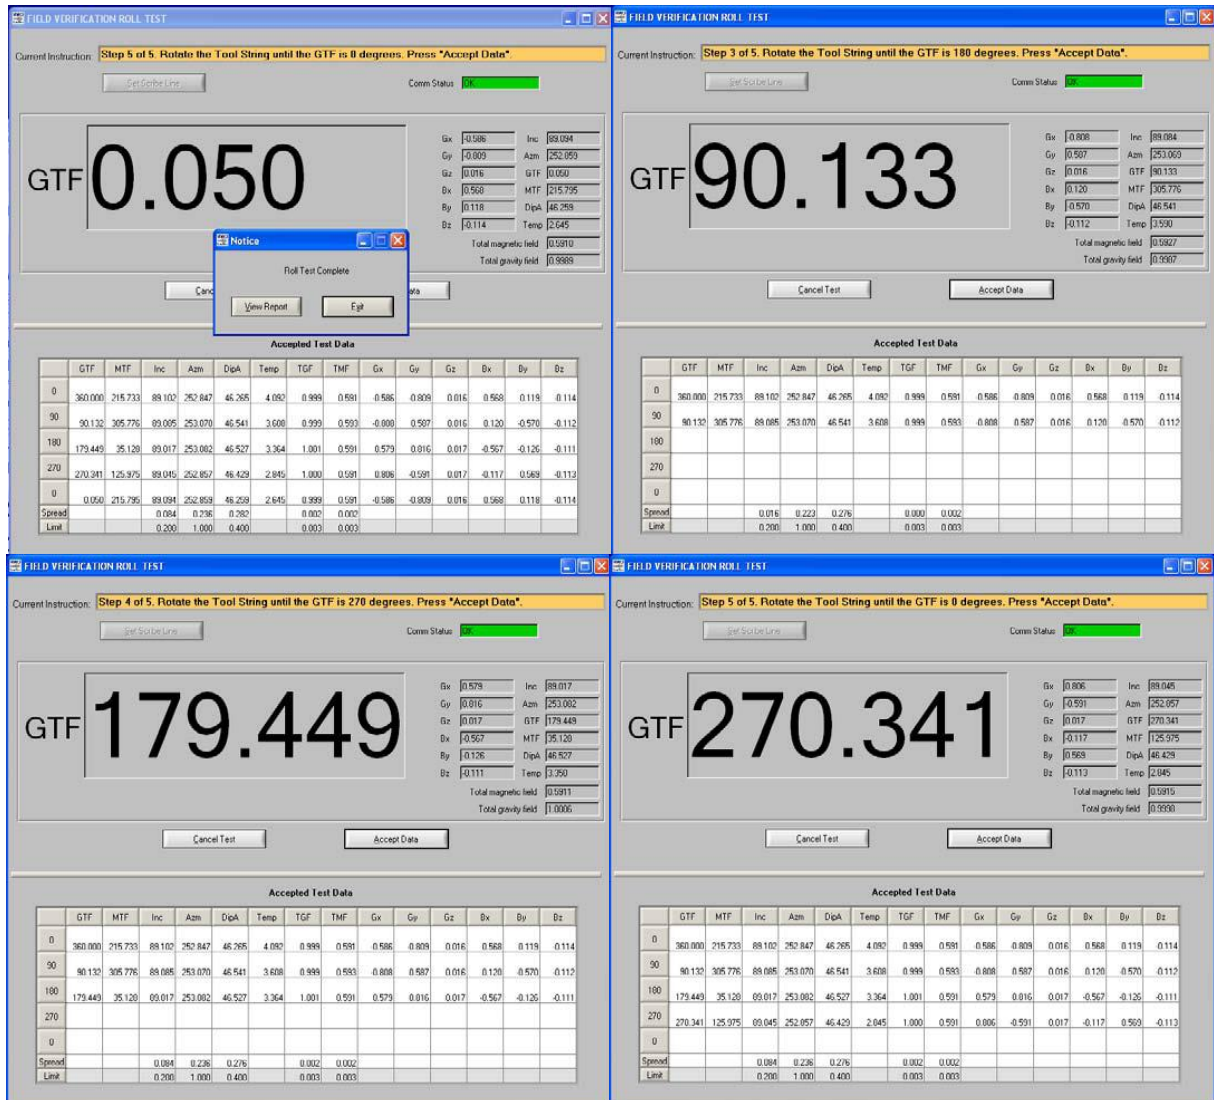 FIELD VERIFICATION ROLL TEST
Current Instruction: Step 5 of 5. Rotate the Tool String until the GTF is 0 degrees. Press "Accept Data".
Set Scribe Line Comm Status OK
GTF 0.050
Gx -0.586 Inc 89.094
Gy -0.809 Azm 252.859
Gz 0.016 GTF 0.050
Bx 0.568 MTF 215.795
By 0.118 DipA 46.259
Bz -0.114 Temp 2.645
Total magnetic field 0.5910
Total gravity field 0.9989
Notice
Roll Test Complete
View Report Exit
Accepted Test Data
GTF MTF Inc Azm DipA Temp TGF TMF Gx Gy Gz Bx By Bz
0 360.000 215.733 89.102 252.847 46.265 4.092 0.999 0.591 -0.586 -0.809 0.016 0.568 0.119 -0.114
90 90.132 305.776 89.085 253.070 46.541 3.608 0.999 0.593 -0.808 0.587 0.016 0.120 -0.570 -0.112
180 179.449 35.128 89.017 253.082 46.527 3.364 1.001 0.591 0.579 0.816 0.017 -0.567 -0.126 -0.111
270 270.341 125.975 89.045 252.857 46.429 2.845 1.000 0.591 0.806 -0.591 0.017 -0.117 0.569 -0.113
0 0.050 215.795 89.094 252.859 46.259 2.645 0.999 0.591 -0.586 -0.809 0.016 0.568 0.118 -0.114
Spread 0.084 0.236 0.282 0.002 0.002
Limit 0.200 1.000 0.400 0.003 0.003
FIELD VERIFICATION ROLL TEST
Current Instruction: Step 3 of 5. Rotate the Tool String until the GTF is 180 degrees. Press "Accept Data".
Set Scribe Line Comm Status OK
GTF 90.133
Gx -0.808 Inc 89.084
Gy 0.587 Azm 253.069
Gz 0.016 GTF 90.133
Bx 0.120 MTF 305.776
By -0.570 DipA 46.541
Bz -0.112 Temp 3.590
Total magnetic field 0.5927
Total gravity field 0.9987
Cancel Test Accept Data
Accepted Test Data
GTF MTF Inc Azm DipA Temp TGF TMF Gx Gy Gz Bx By Bz
0 360.000 215.733 89.102 252.847 46.265 4.092 0.999 0.591 -0.586 -0.809 0.016 0.568 0.119 -0.114
90 90.132 305.776 89.085 253.070 46.541 3.608 0.999 0.593 -0.808 0.587 0.016 0.120 -0.570 -0.112
180
270
0
Spread 0.016 0.223 0.276 0.000 0.002
Limit 0.200 1.000 0.400 0.003 0.003
FIELD VERIFICATION ROLL TEST
Current Instruction: Step 4 of 5. Rotate the Tool String until the GTF is 270 degrees. Press "Accept Data".
Set Scribe Line Comm Status OK
GTF 179.449
Gx 0.579 Inc 89.017
Gy 0.816 Azm 253.082
Gz 0.017 GTF 179.449
Bx -0.567 MTF 35.128
By -0.126 DipA 46.527
Bz -0.111 Temp 3.350
Total magnetic field 0.5911
Total gravity field 1.0006
Cancel Test Accept Data
Accepted Test Data
GTF MTF Inc Azm DipA Temp TGF TMF Gx Gy Gz Bx By Bz
0 360.000 215.733 89.102 252.847 46.265 4.092 0.999 0.591 -0.586 -0.809 0.016 0.568 0.119 -0.114
90 90.132 305.776 89.085 253.070 46.541 3.608 0.999 0.593 -0.808 0.587 0.016 0.120 -0.570 -0.112
180 179.449 35.128 89.017 253.082 46.527 3.364 1.001 0.591 0.579 0.816 0.017 -0.567 -0.126 -0.111
270
0
Spread 0.084 0.236 0.276 0.002 0.002
Limit 0.200 1.000 0.400 0.003 0.003
FIELD VERIFICATION ROLL TEST
Current Instruction: Step 5 of 5. Rotate the Tool String until the GTF is 0 degrees. Press "Accept Data".
Set Scribe Line Comm Status OK
GTF 270.341
Gx 0.806 Inc 89.045
Gy -0.591 Azm 252.857
Gz 0.017 GTF 270.341
Bx -0.117 MTF 125.975
By 0.569 DipA 46.429
Bz -0.113 Temp 2.845
Total magnetic field 0.5915
Total gravity field 0.9998
Cancel Test Accept Data
Accepted Test Data
GTF MTF Inc Azm DipA Temp TGF TMF Gx Gy Gz Bx By Bz
0 360.000 215.733 89.102 252.847 46.265 4.092 0.999 0.591 -0.586 -0.809 0.016 0.568 0.119 -0.114
90 90.132 305.776 89.085 253.070 46.541 3.608 0.999 0.593 -0.808 0.587 0.016 0.120 -0.570 -0.112
180 179.449 35.128 89.017 253.082 46.527 3.364 1.001 0.591 0.579 0.816 0.017 -0.567 -0.126 -0.111
270 270.341 125.975 89.045 252.857 46.429 2.845 1.000 0.591 0.806 -0.591 0.017 -0.117 0.569 -0.113
0
Spread 0.084 0.236 0.276 0.002 0.002
Limit 0.200 1.000 0.400 0.003 0.003